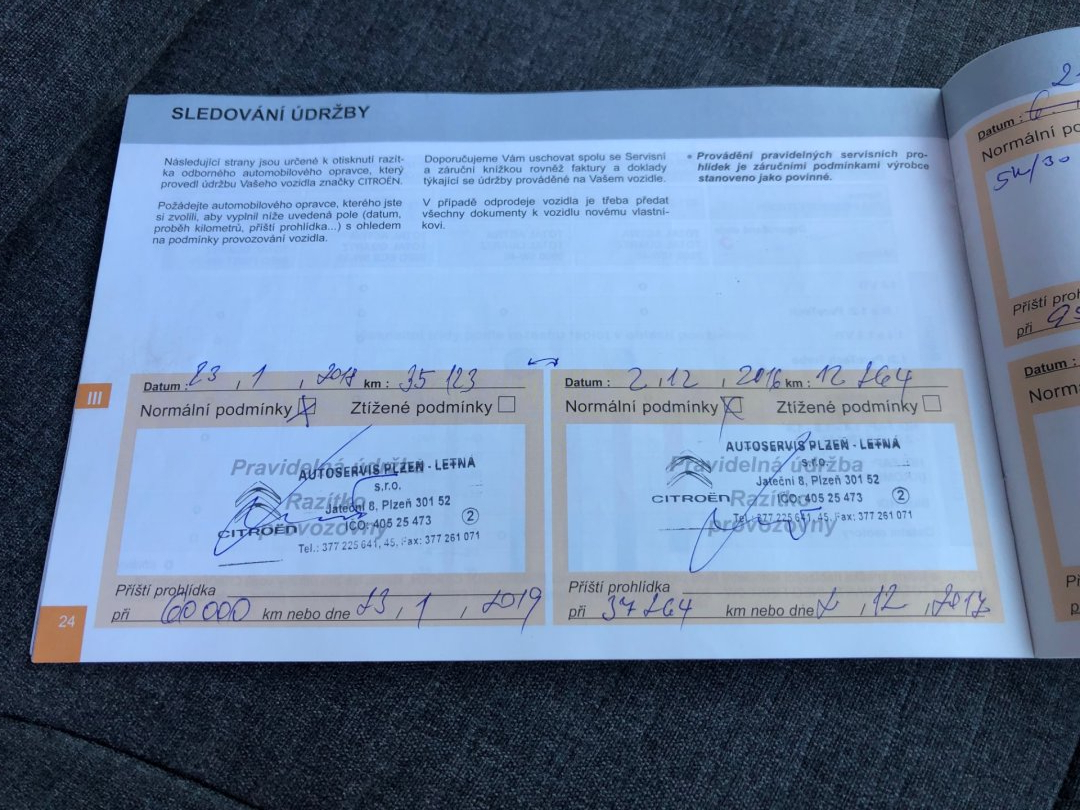 SLEDOVÁNÍ ÚDRŽBY
Následující strany jsou určené k otisknutí razít-
ka odborného automobilového opravce, který
provedl údržbu Vašeho vozidla značky CITROËN.
Požádejte automobilového opravce, kterého jste
si zvolili, aby vyplnil níže uvedená pole (datum,
proběh kilometrů, příští prohlídka...) s ohledem
na podmínky provozování vozidla.
Doporučujeme Vám uschovat spolu se Servisní
a záruční knížkou rovněž faktury a doklady
týkající se údržby prováděné na Vašem vozidle.
V případě odprodeje vozidla je třeba předat
všechny dokumenty k vozidlu novému vlastní-
kovi.
• Provádění pravidelných servisních pro-
hlídek je záručními podmínkami výrobce
stanoveno jako povinné.
III
Datum : 23 , 1 , 2018 km : 35 123
Normální podmínky Ztížené podmínky
Pravidelná údržba
Razítko
provozovny
AUTOSERVIS PLZEŇ - LETNÁ
s.r.o.
Jateční 8, Plzeň 301 52
CITROËN
IČO: 405 25 473 2
Tel.: 377 225 641, 45, Fax: 377 261 071
Příští prohlídka
při 60000 km nebo dne 23 , 1 , 2019
Datum : 2 , 12 , 2016 km : 12 264
Normální podmínky Ztížené podmínky
Pravidelná údržba
Razítko
provozovny
AUTOSERVIS PLZEŇ - LETNÁ
s.r.o.
Jateční 8, Plzeň 301 52
CITROËN
IČO: 405 25 473 2
Tel.: 377 225 641, 45, Fax: 377 261 071
Příští prohlídka
při 37264 km nebo dne 2 , 12 , 2017
24
Datum :
Normální
5W/30
Příští
při
Datum :